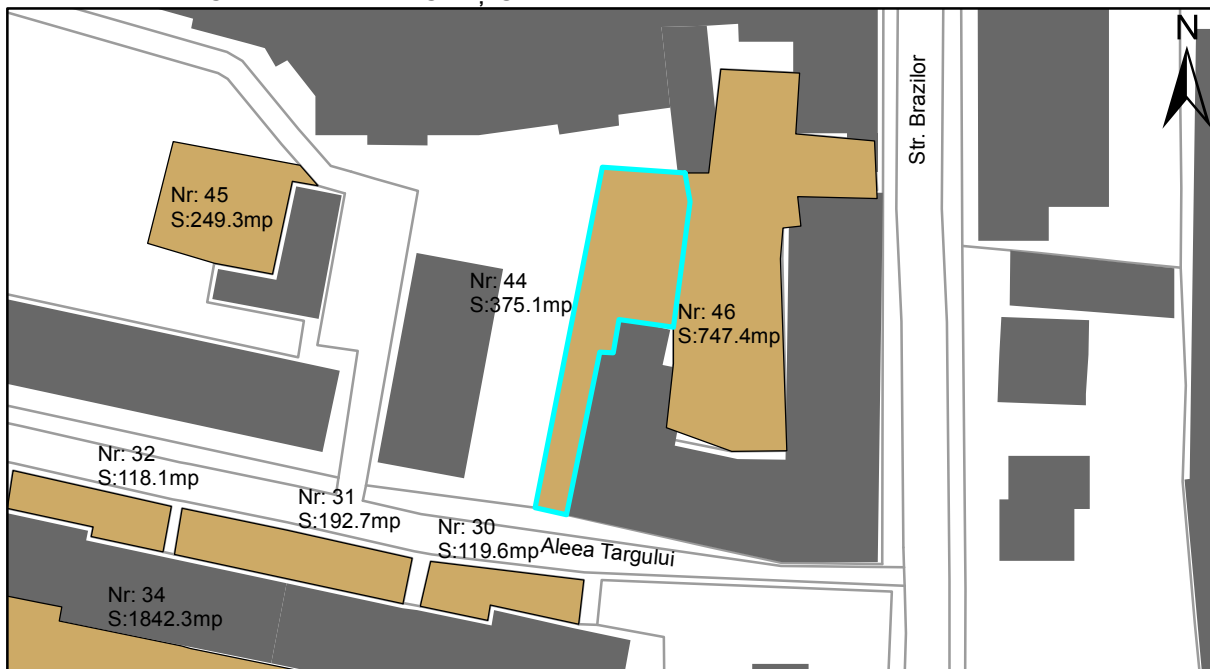 N
Str. Brazilor
Nr: 45
S:249.3mp
Nr: 44
S:375.1mp
Nr: 46
S:747.4mp
Nr: 32
S:118.1mp
Nr: 31
S:192.7mp
Nr: 30
S:119.6mp
Aleea Targului
Nr: 34
S:1842.3mp